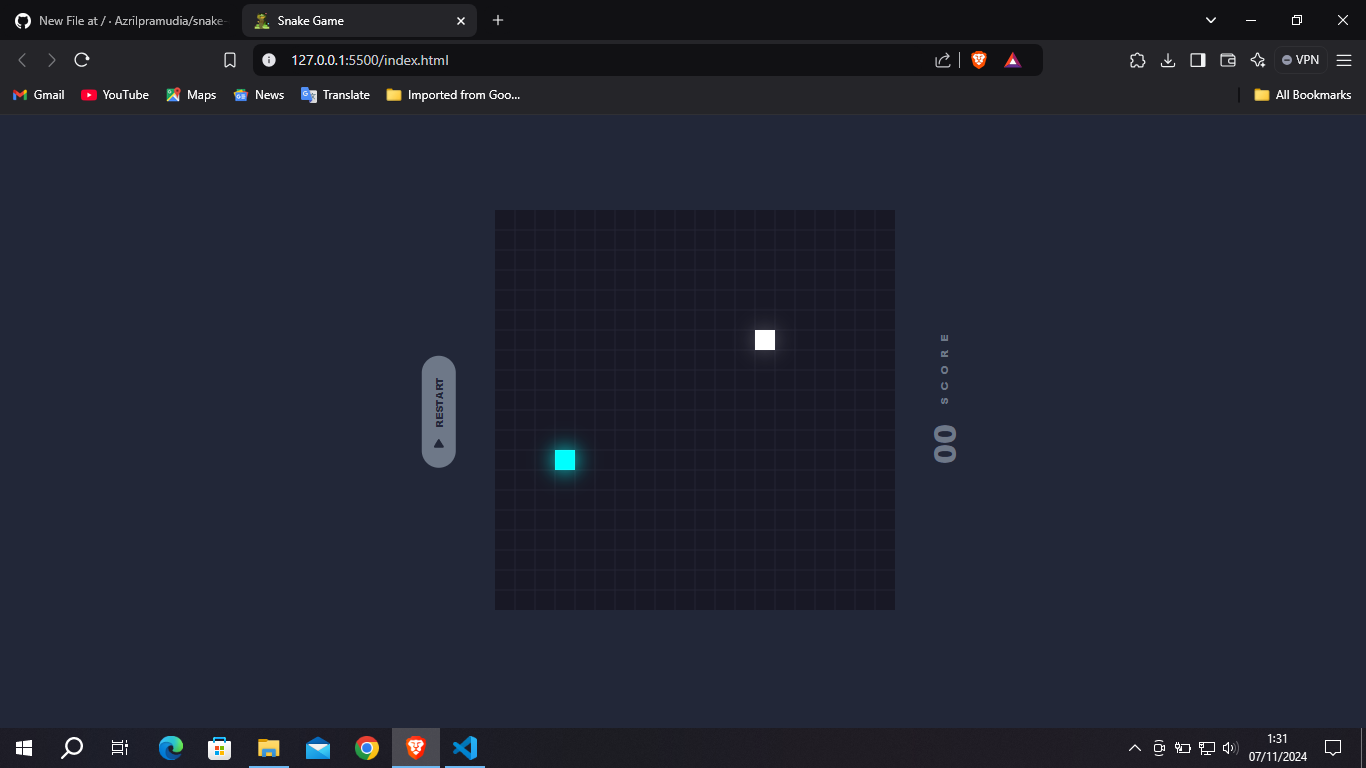 New File at / · Azrilpramudia/snake-
Snake Game
127.0.0.1:5500/index.html
VPN
Gmail
YouTube
Maps
News
Translate
Imported from Goo...
All Bookmarks
RESTART
SCORE
00
1:31
07/11/2024